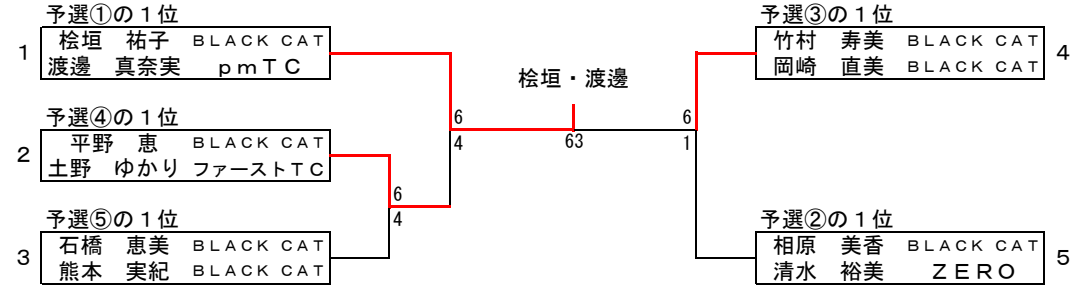 予選①の1位
1 桧垣 祐子 BLACK CAT
渡邊 真奈実 pmTC
予選④の1位
2 平野 恵 BLACK CAT
土野 ゆかり ファーストTC
予選⑤の1位
3 石橋 恵美 BLACK CAT
熊本 実紀 BLACK CAT
6
4
6
4
桧垣・渡邊
63
6
1
予選③の1位
竹村 寿美 BLACK CAT 4
岡崎 直美 BLACK CAT
予選②の1位
相原 美香 BLACK CAT 5
清水 裕美 ZERO